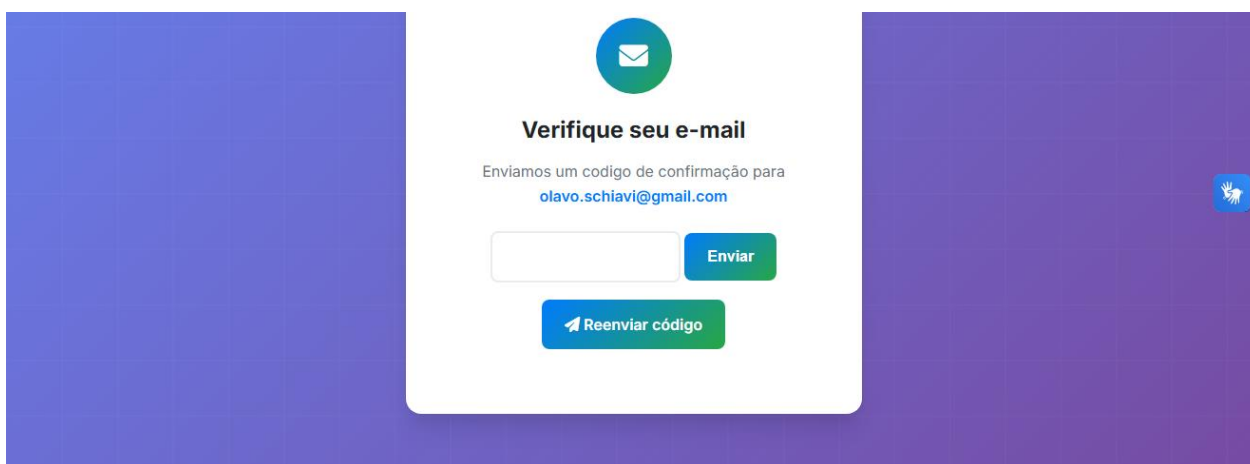 Verifique seu e-mail
Enviamos um codigo de confirmação para
olavo.schiavi@gmail.com
Enviar
Reenviar código